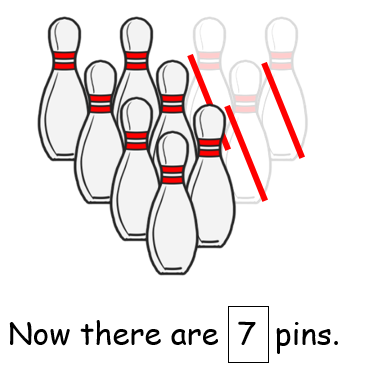 Now there are 7 pins.